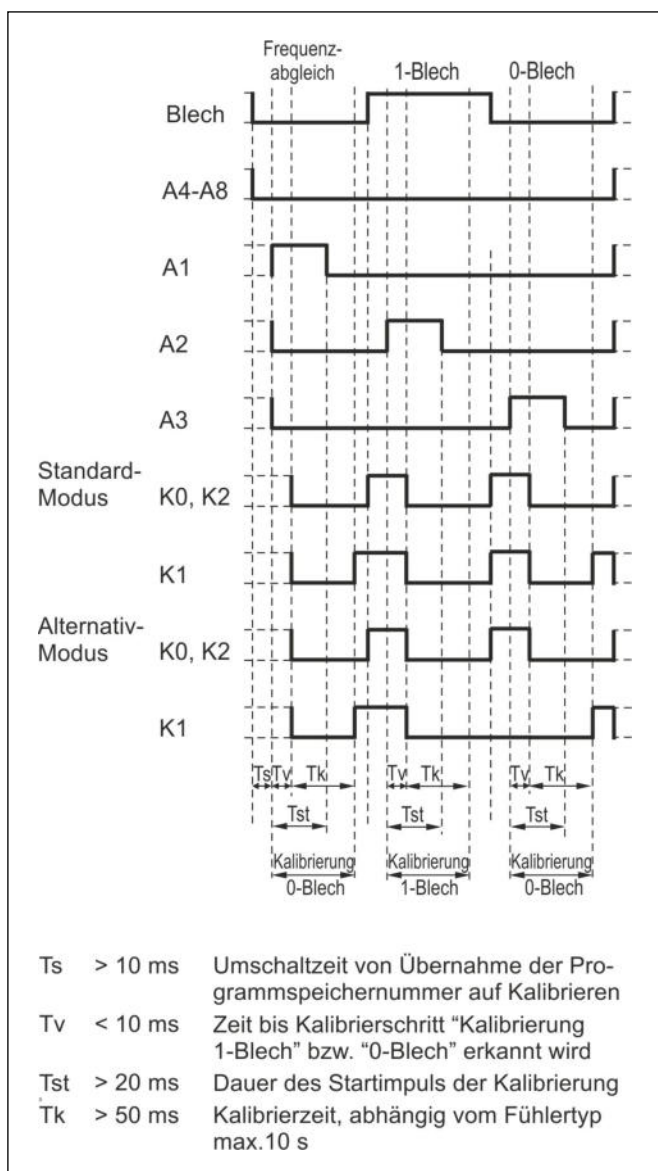 Frequenz-
abgleich 1-Blech 0-Blech
Blech
A4-A8
A1
A2
A3
Standard-
Modus K0, K2
K1
Alternativ-
Modus K0, K2
K1
Ts Tv Tk Tv Tk Tv Tk
Tst Tst Tst
Kalibrierung Kalibrierung Kalibrierung
0-Blech 1-Blech 0-Blech
Ts > 10 ms Umschaltzeit von Übernahme der Pro-
grammspeichernummer auf Kalibrieren
Tv < 10 ms Zeit bis Kalibrierschritt “Kalibrierung
1-Blech” bzw. “0-Blech” erkannt wird
Tst > 20 ms Dauer des Startimpuls der Kalibrierung
Tk > 50 ms Kalibrierzeit, abhängig vom Fühlertyp
max.10 s